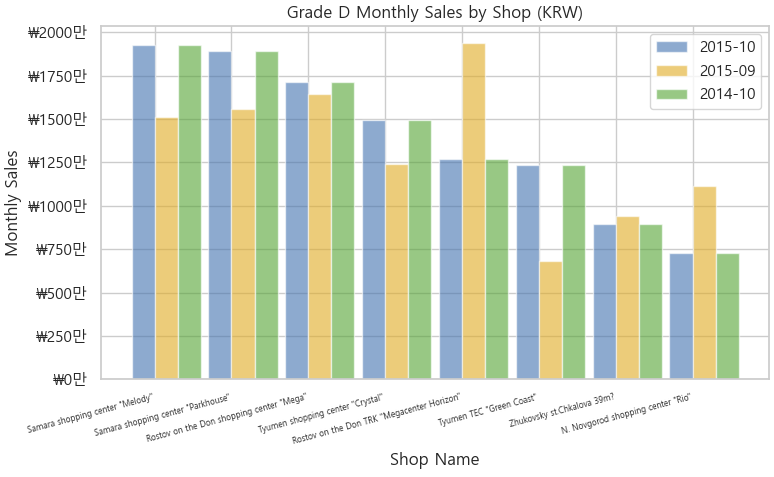 Grade D Monthly Sales by Shop (KRW)
2015-10
2015-09
2014-10
Monthly Sales
₩2000만
₩1750만
₩1500만
₩1250만
₩1000만
₩750만
₩500만
₩250만
₩0만
Samara shopping center "Melody"
Samara shopping center "Parkhouse"
Rostov on the Don shopping center "Mega"
Tyumen shopping center "Crystal"
Rostov on the Don TRK "Megacenter Horizon"
Tyumen TEC "Green Coast"
Zhukovsky st.Chkalova 39m?
N. Novgorod shopping center "Rio"
Shop Name